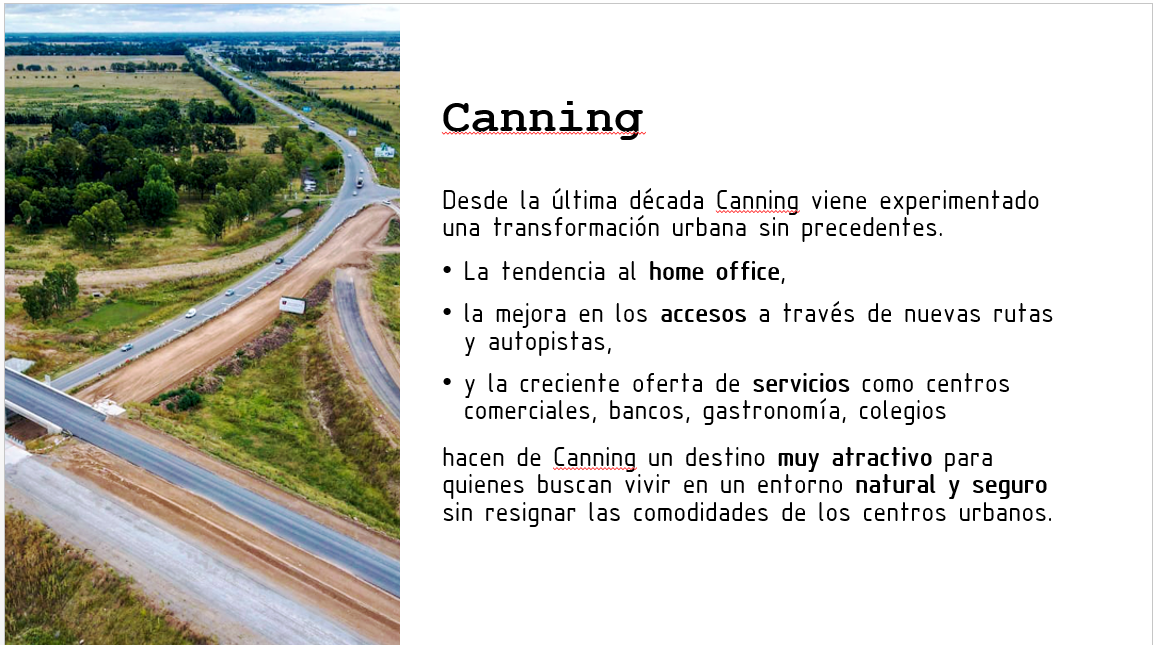 Canning
Desde la última década Canning viene experimentado
una transformación urbana sin precedentes.
• La tendencia al home office,
• la mejora en los accesos a través de nuevas rutas
y autopistas,
• y la creciente oferta de servicios como centros
comerciales, bancos, gastronomía, colegios
hacen de Canning un destino muy atractivo para
quienes buscan vivir en un entorno natural y seguro
sin resignar las comodidades de los centros urbanos.